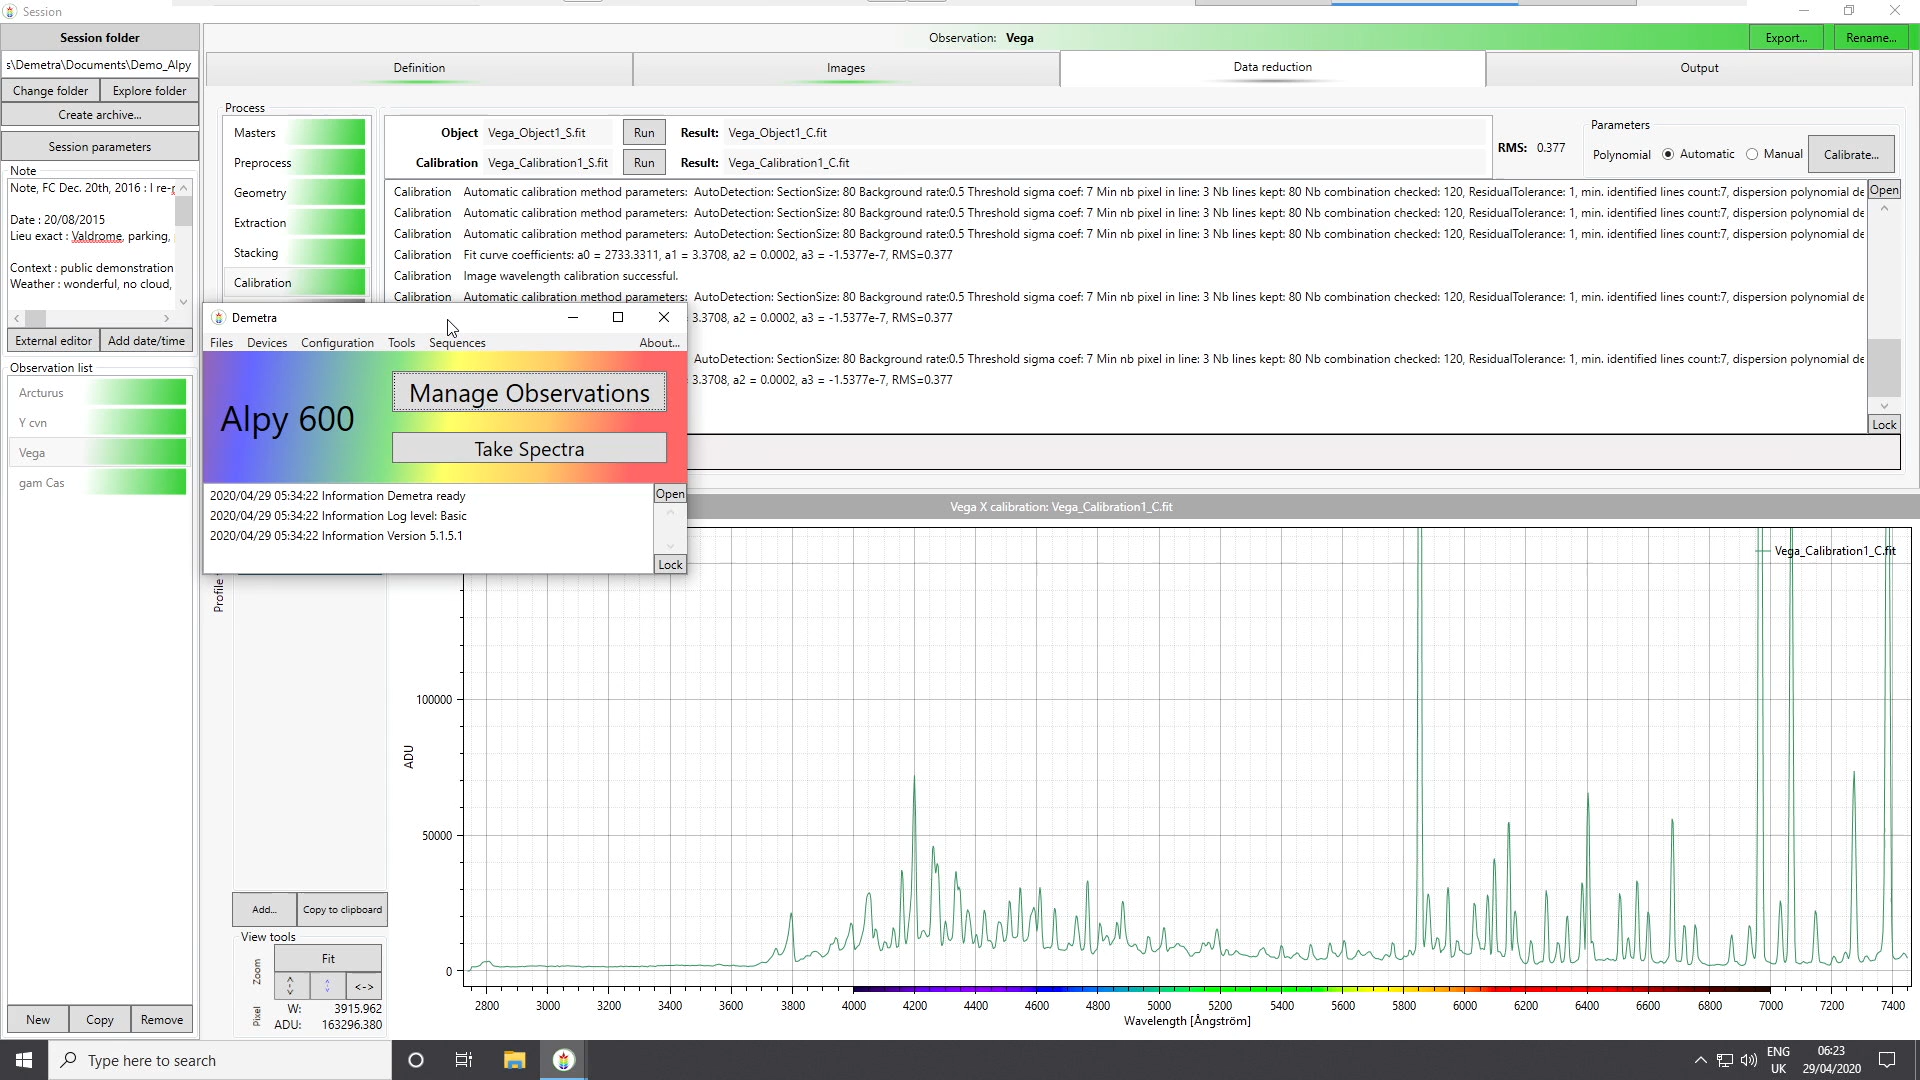 Session
Session folder
s\Demetra\Documents\Demo_Alpy
Change folder
Explore folder
Create archive...
Session parameters
Note
Note, FC Dec. 20th, 2016 : I re-p
Date : 20/08/2015
Lieu exact : Valdrome, parking,
Context : public demonstration
Weather : wonderful, no cloud,
External editor
Add date/time
Observation list
Arcturus
Y cvn
Vega
gam Cas
New
Copy
Remove
Observation: Vega
Export...
Rename...
Definition
Images
Data reduction
Output
Process
Masters
Preprocess
Geometry
Extraction
Stacking
Calibration
Object Vega_Object1_S.fit Run Result: Vega_Object1_C.fit
Calibration Vega_Calibration1_S.fit Run Result: Vega_Calibration1_C.fit
RMS: 0.377
Parameters
Polynomial Automatic Manual
Calibrate...
Calibration Automatic calibration method parameters: AutoDetection: SectionSize: 80 Background rate:0.5 Threshold sigma coef: 7 Min nb pixel in line: 3 Nb lines kept: 80 Nb combination checked: 120, ResidualTolerance: 1, min. identified lines count:7, dispersion polynomial de
Calibration Automatic calibration method parameters: AutoDetection: SectionSize: 80 Background rate:0.5 Threshold sigma coef: 7 Min nb pixel in line: 3 Nb lines kept: 80 Nb combination checked: 120, ResidualTolerance: 1, min. identified lines count:7, dispersion polynomial de
Calibration Automatic calibration method parameters: AutoDetection: SectionSize: 80 Background rate:0.5 Threshold sigma coef: 7 Min nb pixel in line: 3 Nb lines kept: 80 Nb combination checked: 120, ResidualTolerance: 1, min. identified lines count:7, dispersion polynomial de
Calibration Fit curve coefficients: a0 = 2733.3311, a1 = 3.3708, a2 = 0.0002, a3 = -1.5377e-7, RMS=0.377
Calibration Image wavelength calibration successful.
Calibration Automatic calibration method parameters: AutoDetection: SectionSize: 80 Background rate:0.5 Threshold sigma coef: 7 Min nb pixel in line: 3 Nb lines kept: 80 Nb combination checked: 120, ResidualTolerance: 1, min. identified lines count:7, dispersion polynomial de
3.3708, a2 = 0.0002, a3 = -1.5377e-7, RMS=0.377
AutoDetection: SectionSize: 80 Background rate:0.5 Threshold sigma coef: 7 Min nb pixel in line: 3 Nb lines kept: 80 Nb combination checked: 120, ResidualTolerance: 1, min. identified lines count:7, dispersion polynomial de
3.3708, a2 = 0.0002, a3 = -1.5377e-7, RMS=0.377
Open
Lock
Demetra
Files Devices Configuration Tools Sequences About...
Alpy 600
Manage Observations
Take Spectra
2020/04/29 05:34:22 Information Demetra ready
2020/04/29 05:34:22 Information Log level: Basic
2020/04/29 05:34:22 Information Version 5.1.5.1
Open
Lock
Profile
Vega X calibration: Vega_Calibration1_C.fit
Vega_Calibration1_C.fit
100000
50000
0
ADU
2800 3000 3200 3400 3600 3800 4000 4200 4400 4600 4800 5000 5200 5400 5600 5800 6000 6200 6400 6600 6800 7000 7200 7400
Wavelength [Ångström]
Add...
Copy to clipboard
View tools
Zoom
Fit
<->
Pixel
W: 3915.962
ADU: 163296.380
Type here to search
ENG
UK
06:23
29/04/2020